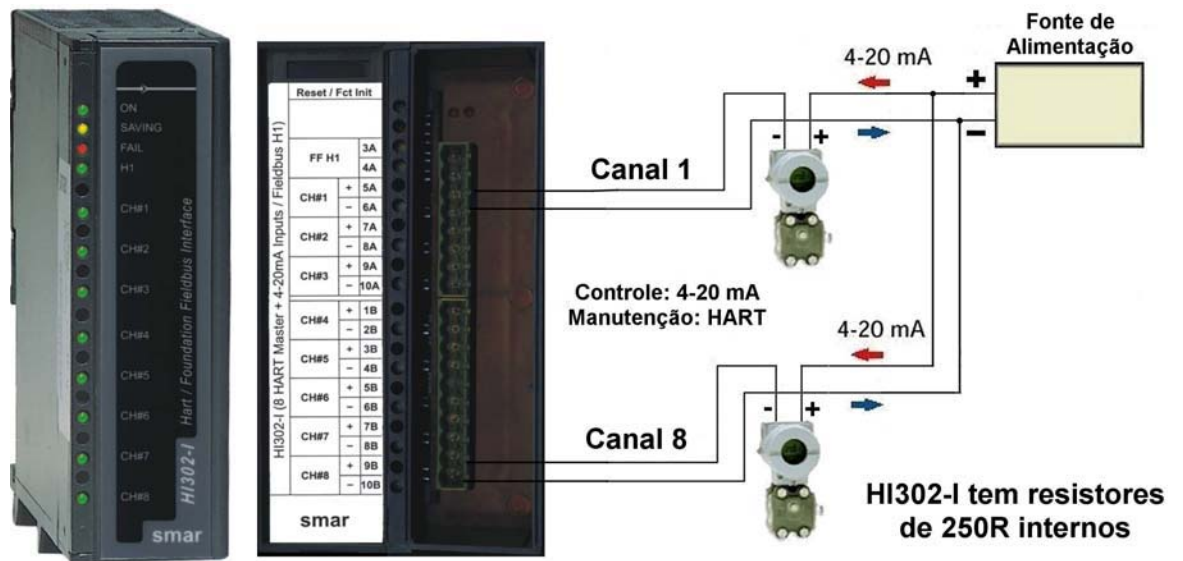 ON
SAVING
FAIL
H1
CH#1
CH#2
CH#3
CH#4
CH#5
CH#6
CH#7
CH#8
Hart / Foundation Fieldbus Interface
HI302-I
smar
HI302-I (8 HART Master + 4-20mA Inputs / Fieldbus H1)
Reset / Fct Init
FF H1
3A
4A
CH#1 + 5A
− 6A
CH#2 + 7A
− 8A
CH#3 + 9A
− 10A
CH#4 + 1B
− 2B
CH#5 + 3B
− 4B
CH#6 + 5B
− 6B
CH#7 + 7B
− 8B
CH#8 + 9B
− 10B
smar
Fonte de
Alimentação
4-20 mA
+
−
- +
Canal 1
Controle: 4-20 mA
Manutenção: HART
4-20 mA
- +
Canal 8
HI302-I tem resistores
de 250R internos